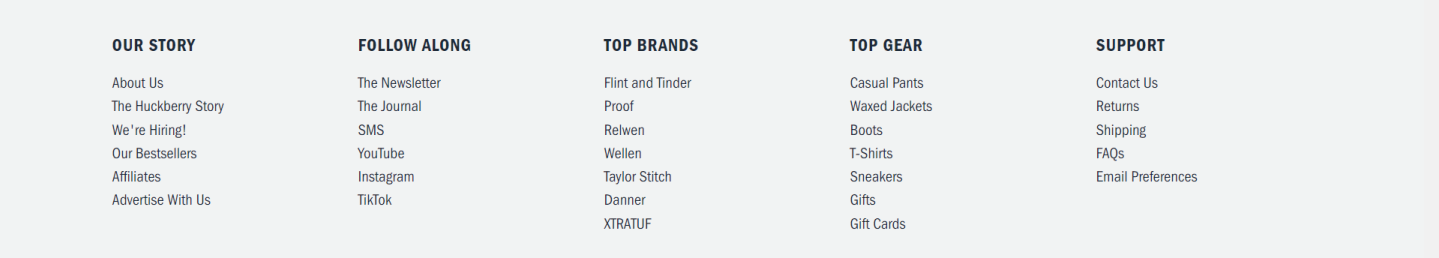 OUR STORY
About Us
The Huckberry Story
We're Hiring!
Our Bestsellers
Affiliates
Advertise With Us
FOLLOW ALONG
The Newsletter
The Journal
SMS
YouTube
Instagram
TikTok
TOP BRANDS
Flint and Tinder
Proof
Relwen
Wellen
Taylor Stitch
Danner
XTRATUF
TOP GEAR
Casual Pants
Waxed Jackets
Boots
T-Shirts
Sneakers
Gifts
Gift Cards
SUPPORT
Contact Us
Returns
Shipping
FAQs
Email Preferences